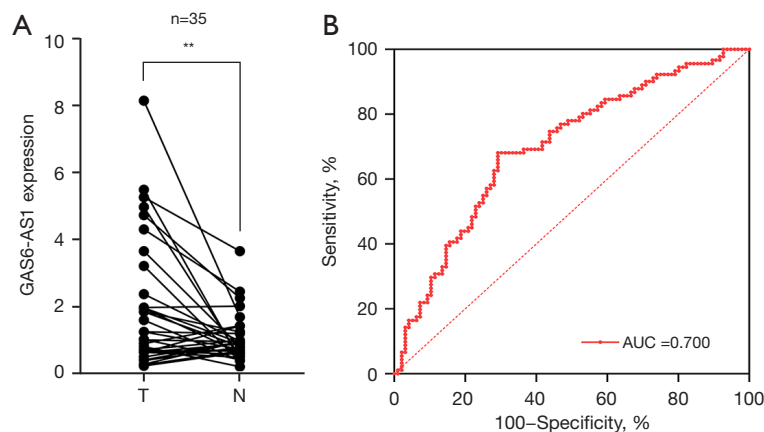 A
n=35
**
10
8
6
4
2
0
GAS6-AS1 expression
T N
B
100
80
60
40
20
0
Sensitivity, %
AUC =0.700
0 20 40 60 80 100
100–Specificity, %